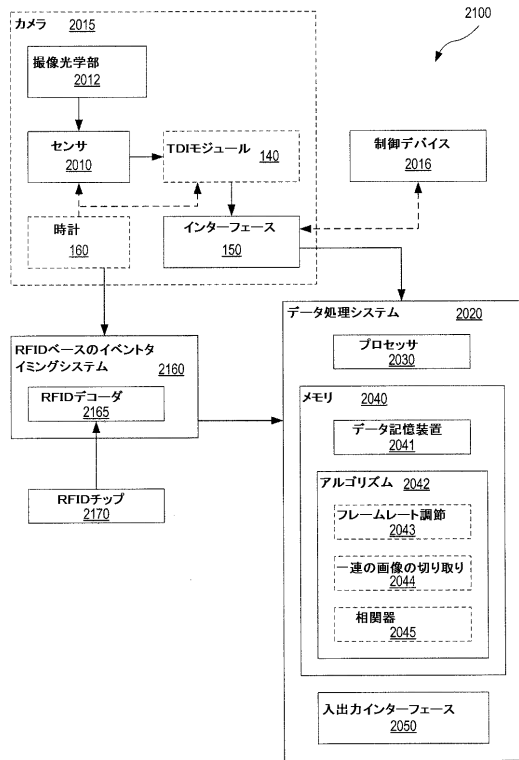 2100
カメラ 2015
撮像光学部
2012
センサ
2010
TDIモジュール
140
制御デバイス
2016
時計
160
インターフェース
150
データ処理システム 2020
プロセッサ
2030
RFIDベースのイベントタ
イミングシステム 2160
RFIDデコーダ
2165
メモリ 2040
データ記憶装置
2041
アルゴリズム 2042
RFIDチップ
2170
フレームレート調節
2043
一連の画像の切り取り
2044
相関器
2045
入出力インターフェース
2050